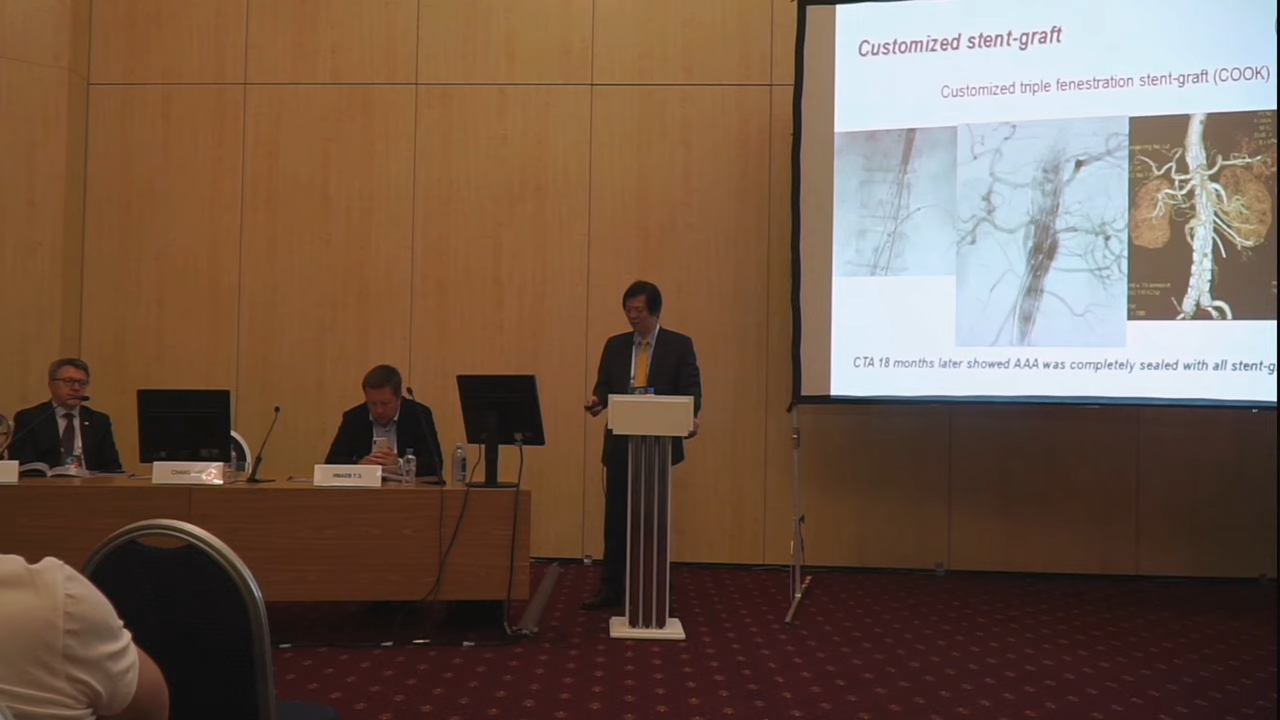 Customized stent-graft
Customized triple fenestration stent-graft (COOK)
CTA 18 months later showed AAA was completely sealed with all stent-g